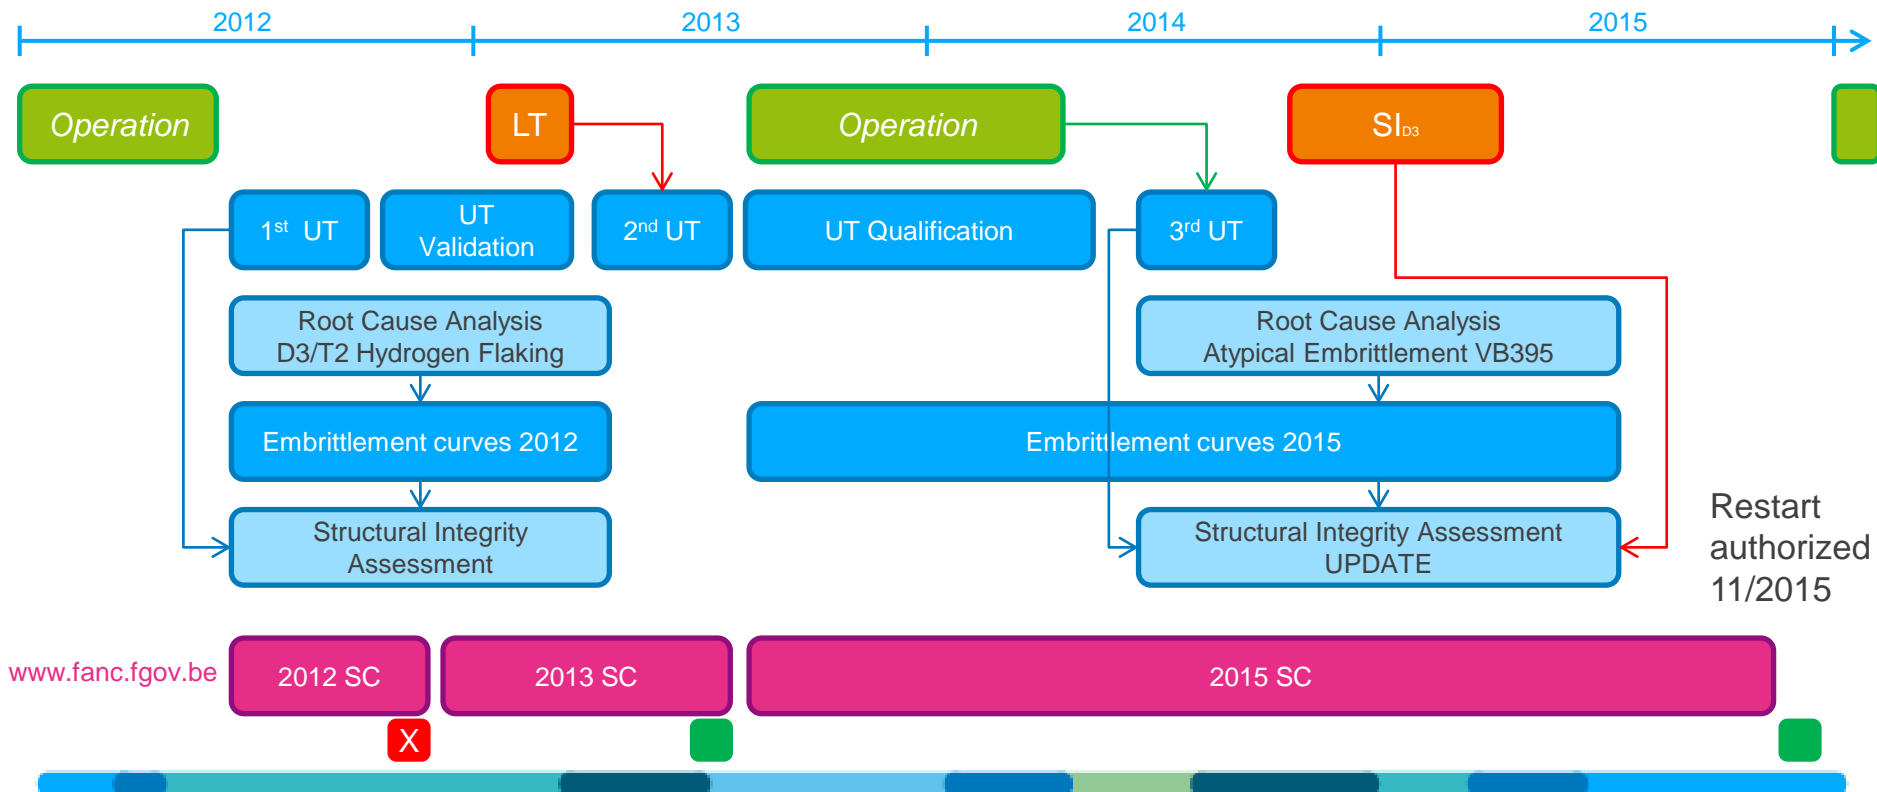 2012
2013
2014
2015
Operation
LT
Operation
SID3
1st UT
UT
Validation
2nd UT
UT Qualification
3rd UT
Root Cause Analysis
D3/T2 Hydrogen Flaking
Root Cause Analysis
Atypical Embrittlement VB395
Embrittlement curves 2012
Embrittlement curves 2015
Structural Integrity
Assessment
Structural Integrity Assessment
UPDATE
Restart
authorized
11/2015
www.fanc.fgov.be
2012 SC
2013 SC
2015 SC
X